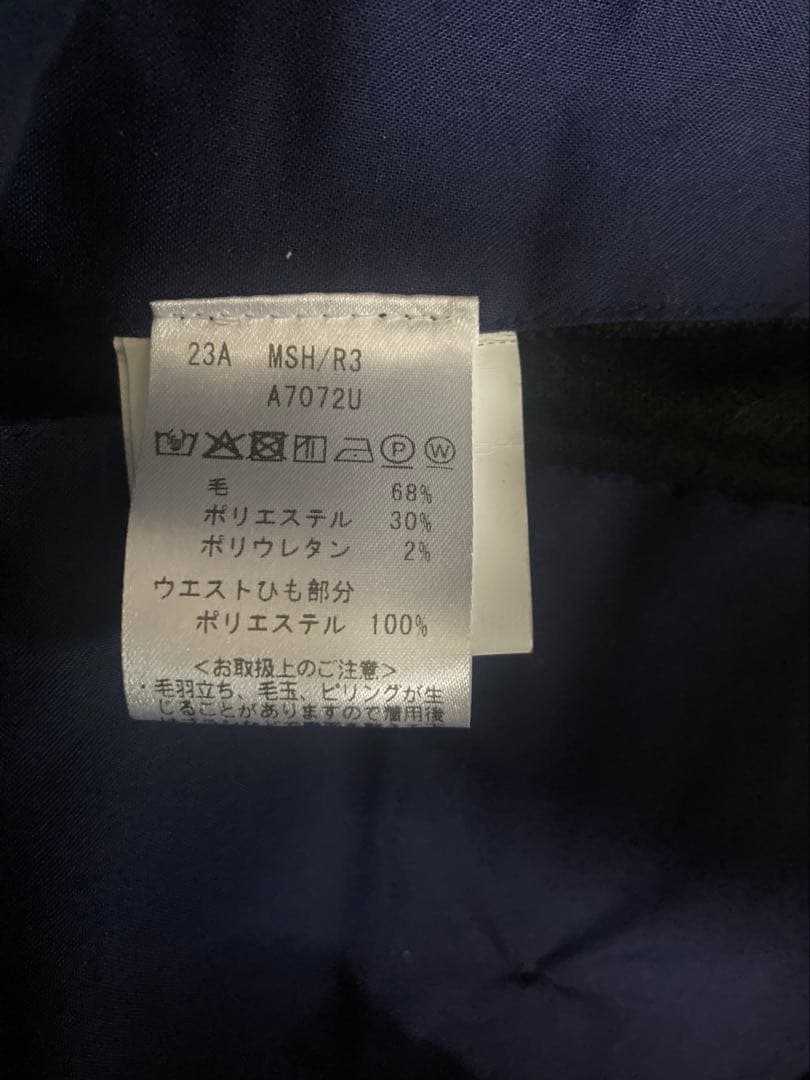 23A MSH/R3
A7072U
P W
毛 68%
ポリエステル 30%
ポリウレタン 2%
ウエストひも部分
ポリエステル 100%
<お取扱上のご注意>
・毛羽立ち、毛玉、ピリングが生
じることがありますので着用後